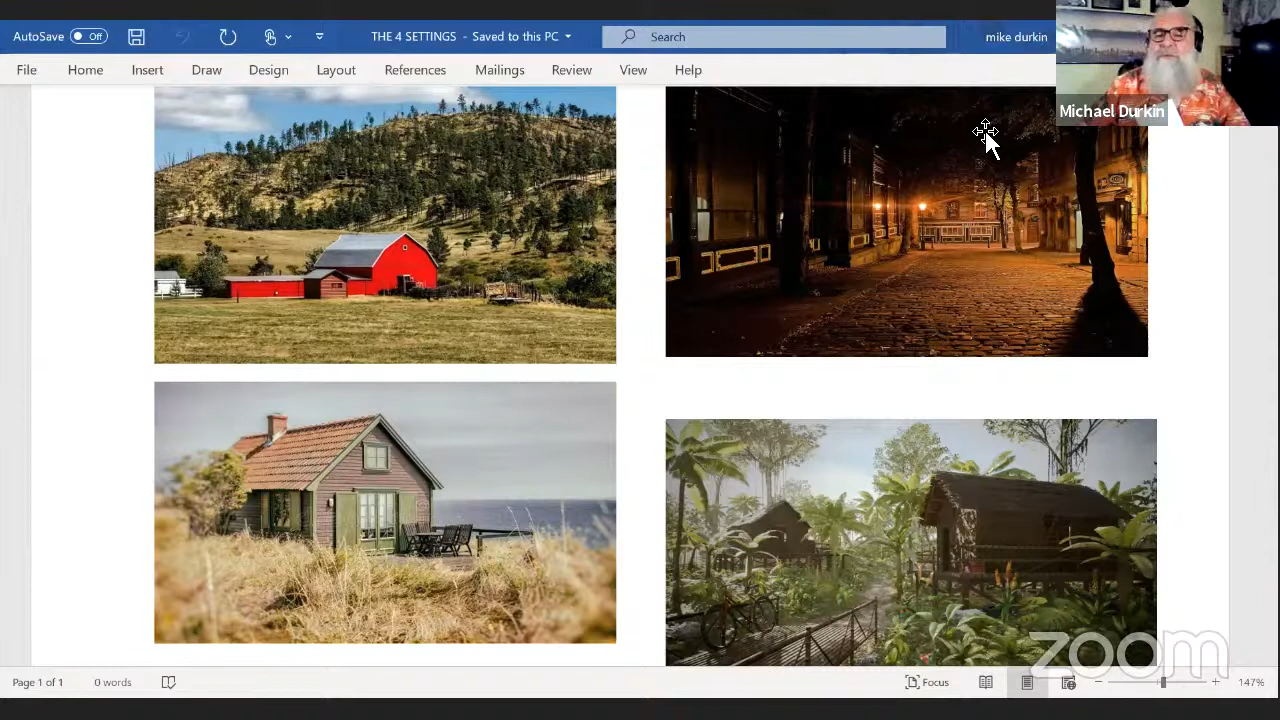 AutoSave Off
THE 4 SETTINGS - Saved to this PC
Search
mike durkin
File Home Insert Draw Design Layout References Mailings Review View Help
Michael Durkin
zoom
Page 1 of 1 0 words Focus 147%